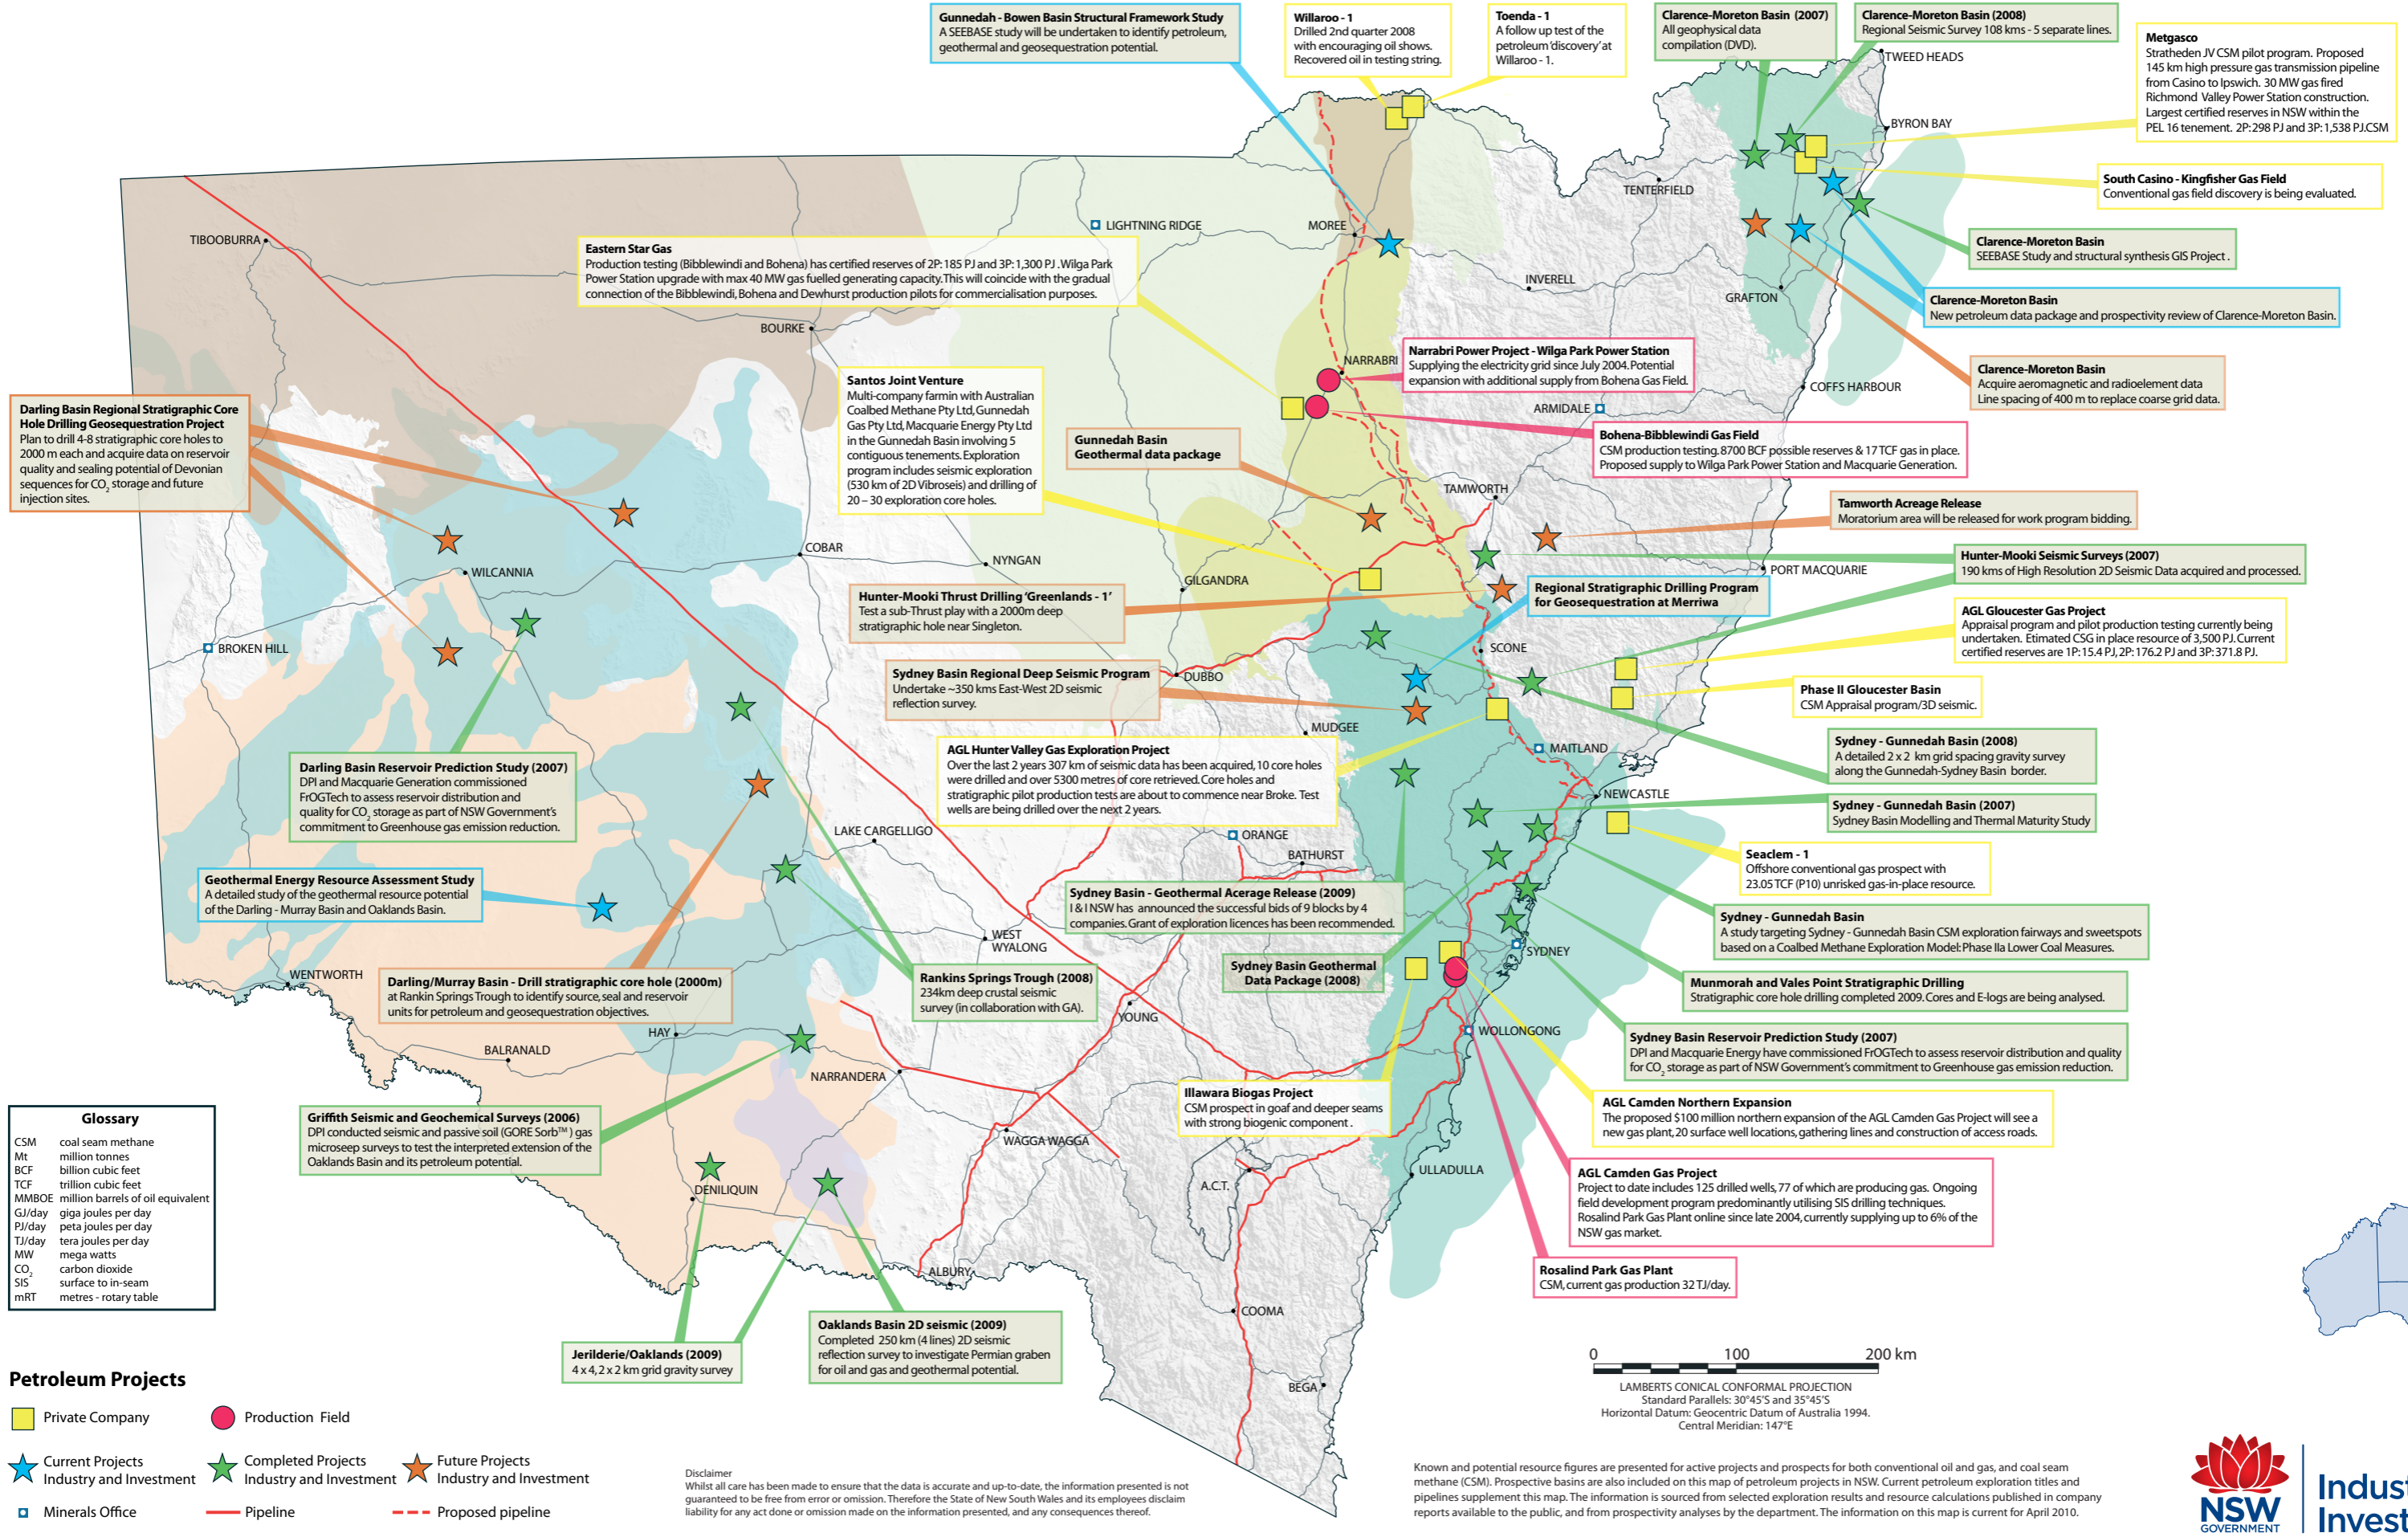 Gunnedah - Bowen Basin Structural Framework Study
A SEEBASE study will be undertaken to identify petroleum,
geothermal and geosequestration potential.
Willaroo - 1
Drilled 2nd quarter 2008
with encouraging oil shows.
Recovered oil in testing string.
Toenda - 1
A follow up test of the
petroleum 'discovery' at
Willaroo - 1.
Clarence-Moreton Basin (2007)
All geophysical data
compilation (DVD).
Clarence-Moreton Basin (2008)
Regional Seismic Survey 108 kms - 5 separate lines.
Metgasco
Stratheden JV CSM pilot program. Proposed
145 km high pressure gas transmission pipeline
from Casino to Ipswich. 30 MW gas fired
Richmond Valley Power Station construction.
Largest certified reserves in NSW within the
PEL 16 tenement. 2P: 298 PJ and 3P: 1,538 PJ.CSM
South Casino - Kingfisher Gas Field
Conventional gas field discovery is being evaluated.
Clarence-Moreton Basin
SEEBASE Study and structural synthesis GIS Project .
Clarence-Moreton Basin
New petroleum data package and prospectivity review of Clarence-Moreton Basin.
Clarence-Moreton Basin
Acquire aeromagnetic and radioelement data
Line spacing of 400 m to replace coarse grid data.
Eastern Star Gas
Production testing (Bibblewindi and Bohena) has certified reserves of 2P: 185 PJ and 3P: 1,300 PJ . Wilga Park
Power Station upgrade with max 40 MW gas fuelled generating capacity. This will coincide with the gradual
connection of the Bibblewindi, Bohena and Dewhurst production pilots for commercialisation purposes.
Narrabri Power Project - Wilga Park Power Station
Supplying the electricity grid since July 2004. Potential
expansion with additional supply from Bohena Gas Field.
Bohena-Bibblewindi Gas Field
CSM production testing. 8700 BCF possible reserves & 17 TCF gas in place.
Proposed supply to Wilga Park Power Station and Macquarie Generation.
Santos Joint Venture
Multi-company farmin with Australian
Coalbed Methane Pty Ltd, Gunnedah
Gas Pty Ltd, Macquarie Energy Pty Ltd
in the Gunnedah Basin involving 5
contiguous tenements. Exploration
program includes seismic exploration
(530 km of 2D Vibroseis) and drilling of
20 – 30 exploration core holes.
Gunnedah Basin
Geothermal data package
Darling Basin Regional Stratigraphic Core
Hole Drilling Geosequestration Project
Plan to drill 4-8 stratigraphic core holes to
2000 m each and acquire data on reservoir
quality and sealing potential of Devonian
sequences for CO2 storage and future
injection sites.
Tamworth Acreage Release
Moratorium area will be released for work program bidding.
Hunter-Mooki Seismic Surveys (2007)
190 kms of High Resolution 2D Seismic Data acquired and processed.
Hunter-Mooki Thrust Drilling 'Greenlands - 1'
Test a sub-Thrust play with a 2000m deep
stratigraphic hole near Singleton.
Regional Stratigraphic Drilling Program
for Geosequestration at Merriwa
AGL Gloucester Gas Project
Appraisal program and pilot production testing currently being
undertaken. Etimated CSG in place resource of 3,500 PJ. Current
certified reserves are 1P: 15.4 PJ, 2P: 176.2 PJ and 3P: 371.8 PJ.
Sydney Basin Regional Deep Seismic Program
Undertake ~350 kms East-West 2D seismic
reflection survey.
Phase II Gloucester Basin
CSM Appraisal program/3D seismic.
AGL Hunter Valley Gas Exploration Project
Over the last 2 years 307 km of seismic data has been acquired, 10 core holes
were drilled and over 5300 metres of core retrieved. Core holes and
stratigraphic pilot production tests are about to commence near Broke. Test
wells are being drilled over the next 2 years.
Sydney - Gunnedah Basin (2008)
A detailed 2 x 2 km grid spacing gravity survey
along the Gunnedah-Sydney Basin border.
Sydney - Gunnedah Basin (2007)
Sydney Basin Modelling and Thermal Maturity Study
Darling Basin Reservoir Prediction Study (2007)
DPI and Macquarie Generation commissioned
FrOGTech to assess reservoir distribution and
quality for CO2 storage as part of NSW Government's
commitment to Greenhouse gas emission reduction.
Seaclem - 1
Offshore conventional gas prospect with
23.05 TCF (P10) unrisked gas-in-place resource.
Geothermal Energy Resource Assessment Study
A detailed study of the geothermal resource potential
of the Darling - Murray Basin and Oaklands Basin.
Sydney Basin - Geothermal Acerage Release (2009)
I & I NSW has announced the successful bids of 9 blocks by 4
companies. Grant of exploration licences has been recommended.
Sydney - Gunnedah Basin
A study targeting Sydney - Gunnedah Basin CSM exploration fairways and sweetspots
based on a Coalbed Methane Exploration Model: Phase IIa Lower Coal Measures.
Sydney Basin Geothermal
Data Package (2008)
Darling/Murray Basin - Drill stratigraphic core hole (2000m)
at Rankin Springs Trough to identify source, seal and reservoir
units for petroleum and geosequestration objectives.
Rankins Springs Trough (2008)
234km deep crustal seismic
survey (in collaboration with GA).
Munmorah and Vales Point Stratigraphic Drilling
Stratigraphic core hole drilling completed 2009. Cores and E-logs are being analysed.
Sydney Basin Reservoir Prediction Study (2007)
DPI and Macquarie Energy have commissioned FrOGTech to assess reservoir distribution and quality
for CO2 storage as part of NSW Government's commitment to Greenhouse gas emission reduction.
Illawara Biogas Project
CSM prospect in goaf and deeper seams
with strong biogenic component .
AGL Camden Northern Expansion
The proposed $100 million northern expansion of the AGL Camden Gas Project will see a
new gas plant, 20 surface well locations, gathering lines and construction of access roads.
Griffith Seismic and Geochemical Surveys (2006)
DPI conducted seismic and passive soil (GORE Sorb™ ) gas
microseep surveys to test the interpreted extension of the
Oaklands Basin and its petroleum potential.
AGL Camden Gas Project
Project to date includes 125 drilled wells, 77 of which are producing gas. Ongoing
field development program predominantly utilising SIS drilling techniques.
Rosalind Park Gas Plant online since late 2004, currently supplying up to 6% of the
NSW gas market.
Rosalind Park Gas Plant
CSM, current gas production 32 TJ/day.
Oaklands Basin 2D seismic (2009)
Completed 250 km (4 lines) 2D seismic
reflection survey to investigate Permian graben
for oil and gas and geothermal potential.
Jerilderie/Oaklands (2009)
4 x 4, 2 x 2 km grid gravity survey
TWEED HEADS
BYRON BAY
TENTERFIELD
LIGHTNING RIDGE
MOREE
TIBOOBURRA
INVERELL
GRAFTON
BOURKE
NARRABRI
COFFS HARBOUR
ARMIDALE
TAMWORTH
COBAR
NYNGAN
WILCANNIA
GILGANDRA
PORT MACQUARIE
BROKEN HILL
SCONE
DUBBO
MUDGEE
MAITLAND
NEWCASTLE
LAKE CARGELLIGO
ORANGE
BATHURST
WEST
WYALONG
SYDNEY
WENTWORTH
YOUNG
HAY
WOLLONGONG
BALRANALD
NARRANDERA
WAGGA WAGGA
ULLADULLA
A.C.T.
DENILIQUIN
ALBURY
COOMA
BEGA
Glossary
CSM coal seam methane
Mt million tonnes
BCF billion cubic feet
TCF trillion cubic feet
MMBOE million barrels of oil equivalent
GJ/day giga joules per day
PJ/day peta joules per day
TJ/day tera joules per day
MW mega watts
CO2 carbon dioxide
SIS surface to in-seam
mRT metres - rotary table
Petroleum Projects
Private Company
Production Field
Current Projects
Industry and Investment
Completed Projects
Industry and Investment
Future Projects
Industry and Investment
Minerals Office
Pipeline
Proposed pipeline
0 100 200 km
LAMBERTS CONICAL CONFORMAL PROJECTION
Standard Parallels: 30°45'S and 35°45'S
Horizontal Datum: Geocentric Datum of Australia 1994.
Central Meridian: 147°E
Disclaimer
Whilst all care has been made to ensure that the data is accurate and up-to-date, the information presented is not
guaranteed to be free from error or omission. Therefore the State of New South Wales and its employees disclaim
liability for any act done or omission made on the information presented, and any consequences thereof.
Known and potential resource figures are presented for active projects and prospects for both conventional oil and gas, and coal seam
methane (CSM). Prospective basins are also included on this map of petroleum projects in NSW. Current petroleum exploration titles and
pipelines supplement this map. The information is sourced from selected exploration results and resource calculations published in company
reports available to the public, and from prospectivity analyses by the department. The information on this map is current for April 2010.
NSW
GOVERNMENT
Indus
Invest